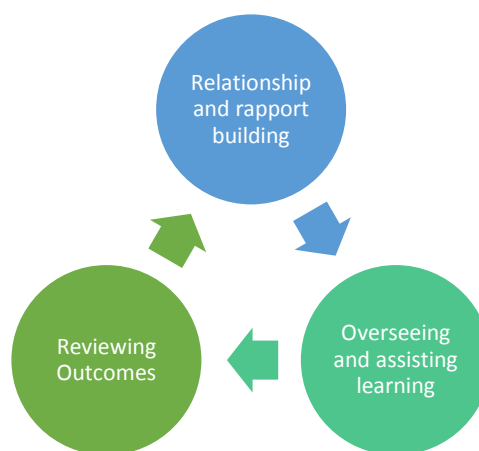 Relationship
and rapport
building
Overseeing
and assisting
learning
Reviewing
Outcomes